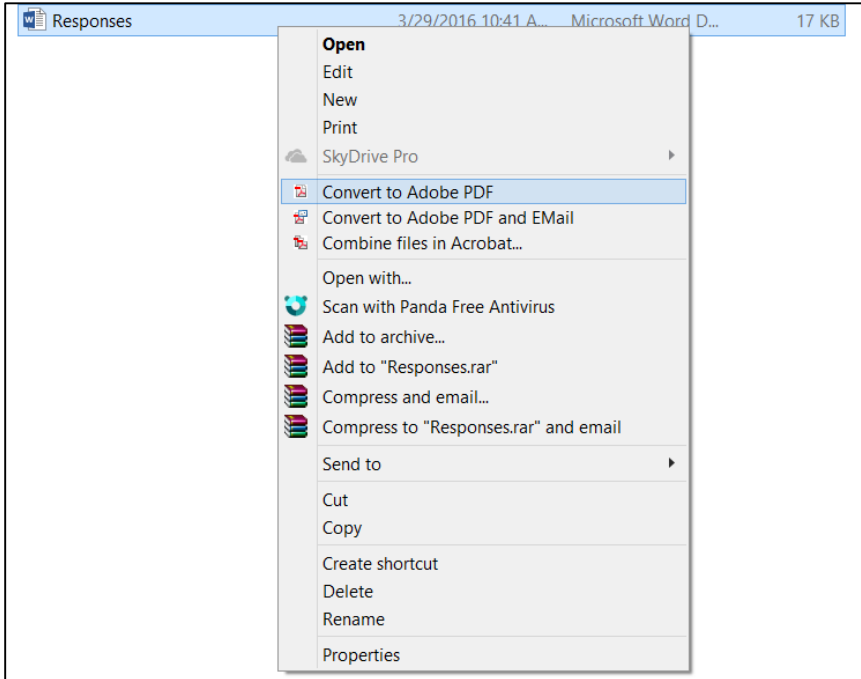 Responses 3/29/2016 10:41 A... Microsoft Word D... 17 KB
Open
Edit
New
Print
SkyDrive Pro
Convert to Adobe PDF
Convert to Adobe PDF and EMail
Combine files in Acrobat...
Open with...
Scan with Panda Free Antivirus
Add to archive...
Add to "Responses.rar"
Compress and email...
Compress to "Responses.rar" and email
Send to
Cut
Copy
Create shortcut
Delete
Rename
Properties